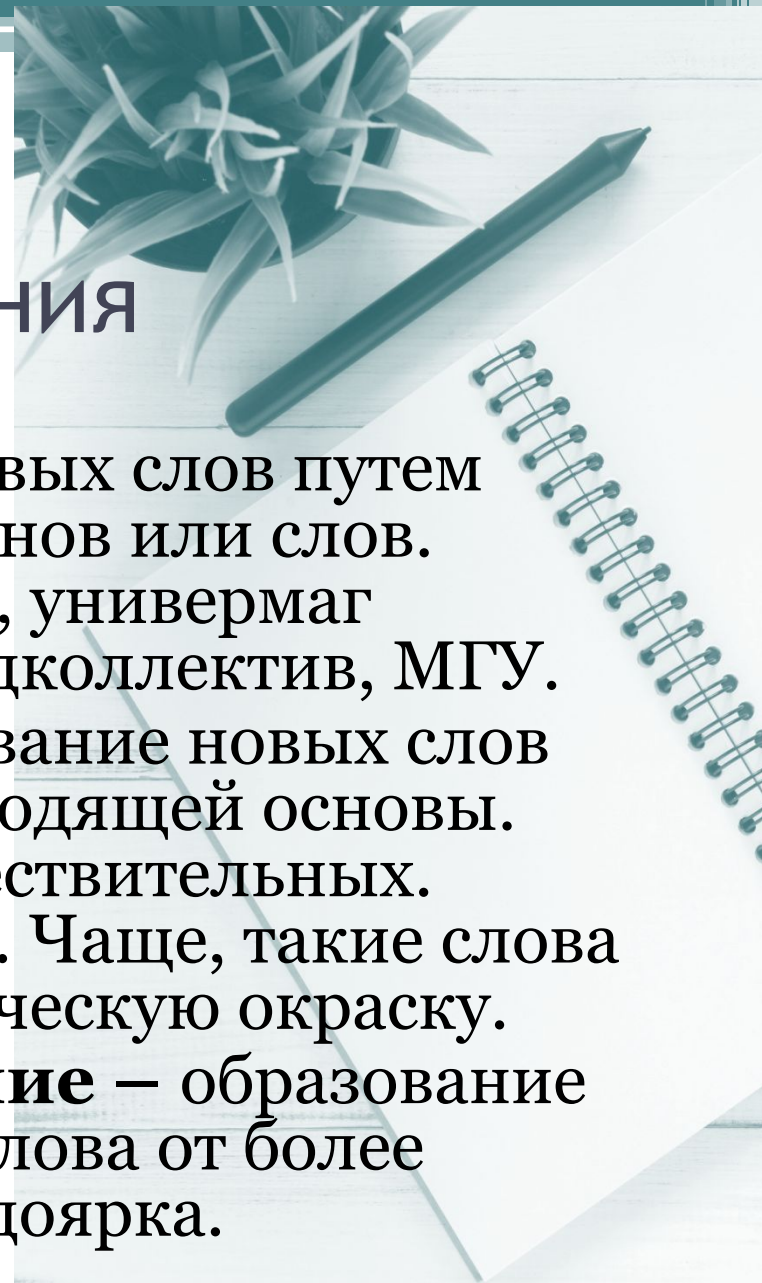 ния
вых слов путем
нов или слов.
, универмаг
дколлектив, МГУ.
вание новых слов
одящей основы.
ествительных.
. Чаще, такие слова
ческую окраску.
ние – образование
лова от более
доярка.